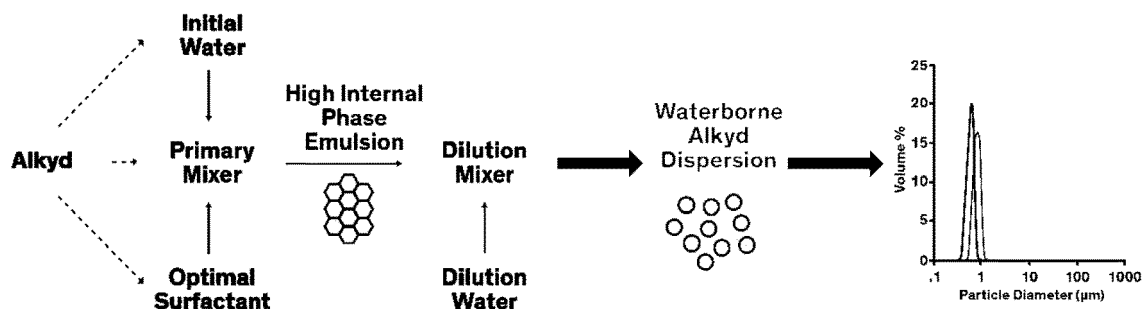 Initial
Water
Alkyd
Primary
Mixer
Optimal
Surfactant
High Internal
Phase
Emulsion
Dilution
Mixer
Dilution
Water
Waterborne
Alkyd
Dispersion
Volume %
25
20
15
10
5
0
.1 1 10 100 1000
Particle Diameter (µm)